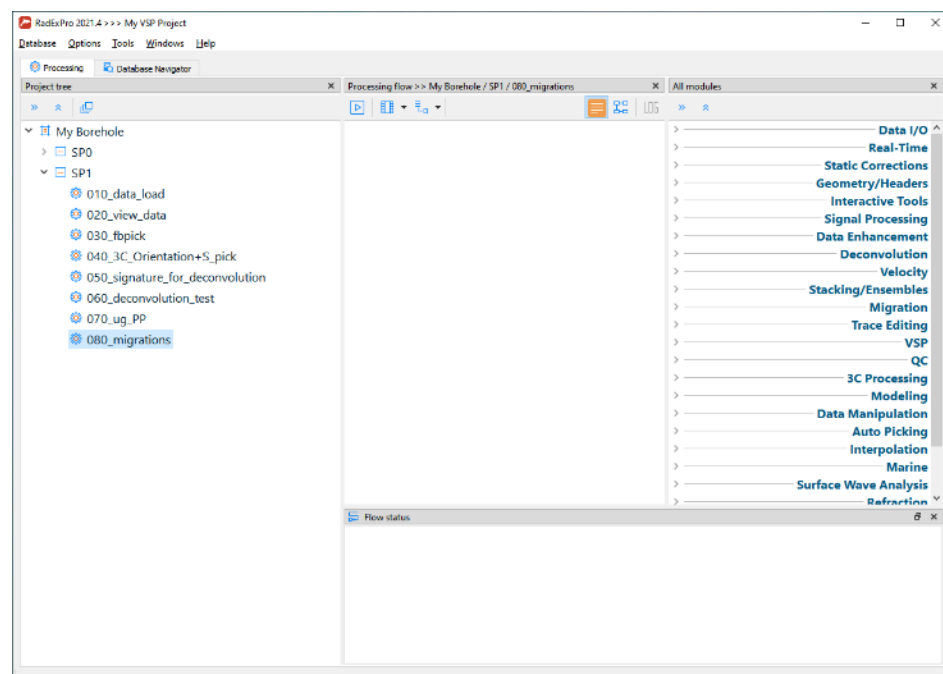 RadExPro 2021.4 >>> My VSP Project
Database Options Tools Windows Help
Processing Database Navigator
Project tree
My Borehole
SP0
SP1
010_data_load
020_view_data
030_fbpick
040_3C_Orientation+S_pick
050_signature_for_deconvolution
060_deconvolution_test
070_ug_PP
080_migrations
Processing flow >> My Borehole / SP1 / 080_migrations
LOG
All modules
Data I/O
Real-Time
Static Corrections
Geometry/Headers
Interactive Tools
Signal Processing
Data Enhancement
Deconvolution
Velocity
Stacking/Ensembles
Migration
Trace Editing
VSP
QC
3C Processing
Modeling
Data Manipulation
Auto Picking
Interpolation
Marine
Surface Wave Analysis
Refraction
Flow status